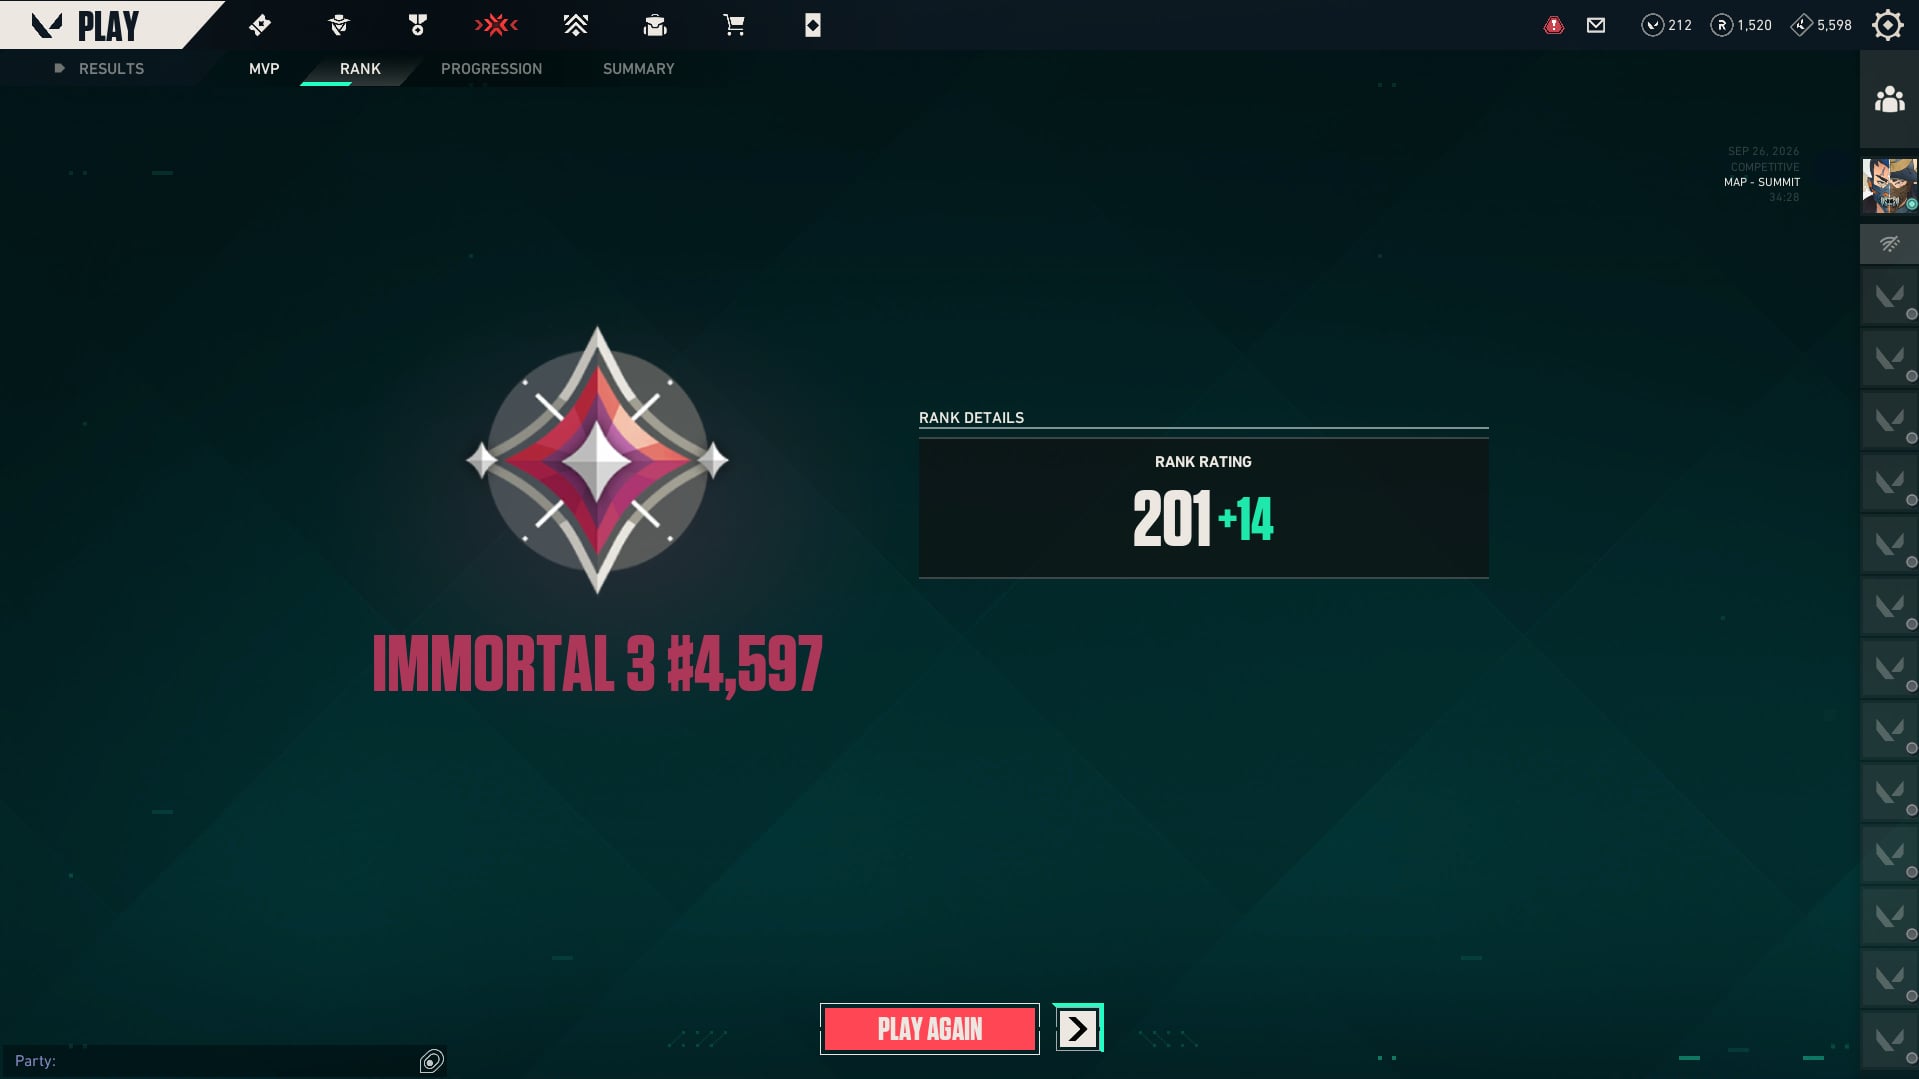 PLAY
212
1,520
5,598
RESULTS
MVP
RANK
PROGRESSION
SUMMARY
SEP 26, 2026
COMPETITIVE
MAP - SUMMIT
34:28
RANK DETAILS
RANK RATING
201 +14
IMMORTAL 3 #4,597
PLAY AGAIN
Party: